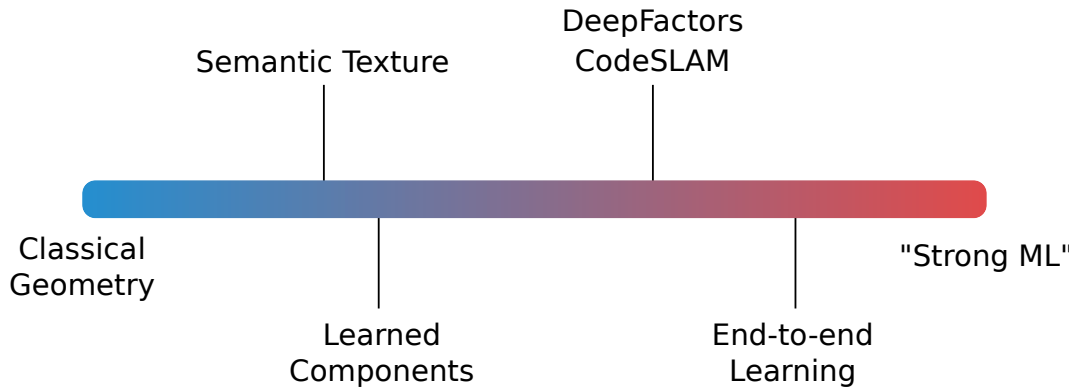 DeepFactors
CodeSLAM
Semantic Texture
Classical
Geometry
"Strong ML"
Learned
Components
End-to-end
Learning